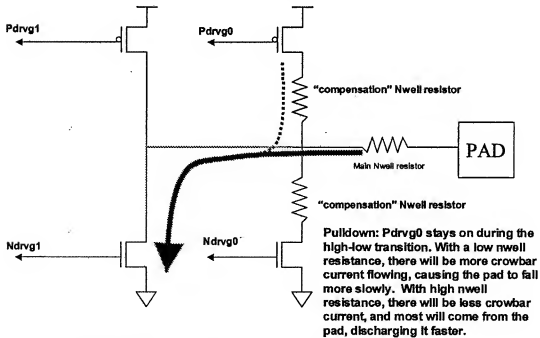 Pdrvg1
Pdrvg0
"compensation" Nwell resistor
PAD
Main Nwell resistor
"compensation" Nwell resistor
Ndrvg1
Ndrvg0
Pulldown: Pdrvg0 stays on during the
high-low transition. With a low nwell
resistance, there will be more crowbar
current flowing, causing the pad to fall
more slowly. With high nwell
resistance, there will be less crowbar
current, and most will come from the
pad, discharging it faster.